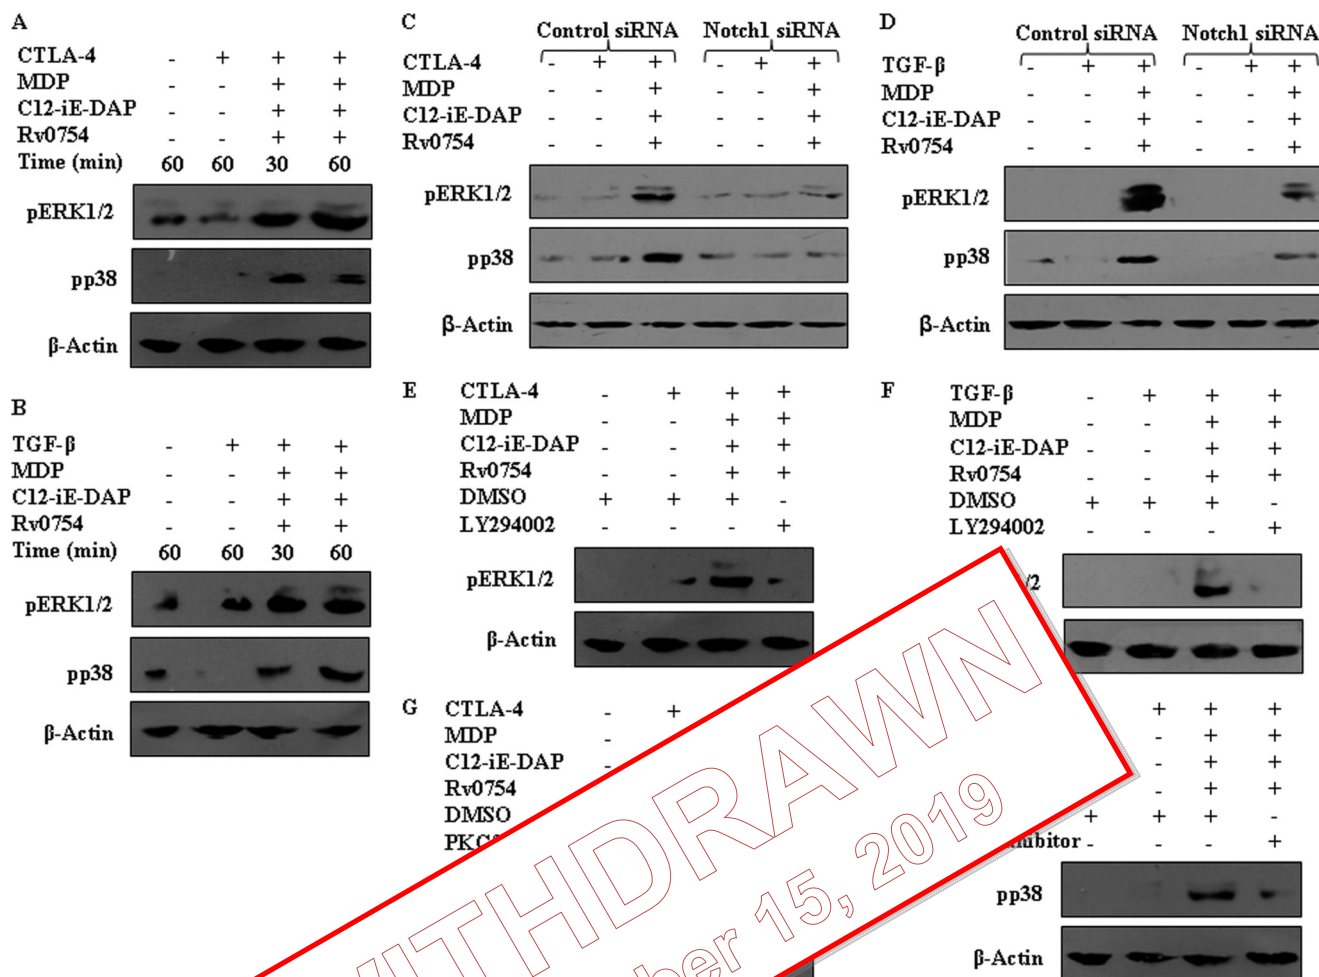 A
CTLA-4 - + + +
MDP - - + +
C12-iE-DAP - - + +
Rv0754 - - + +
Time (min) 60 60 30 60
pERK1/2
pp38
β-Actin
B
TGF-β - + + +
MDP - - + +
C12-iE-DAP - - + +
Rv0754 - - + +
Time (min) 60 60 30 60
pERK1/2
pp38
β-Actin
C
Control siRNA Notch1 siRNA
CTLA-4 - + + - + +
MDP - - + - - +
C12-iE-DAP - - + - - +
Rv0754 - - + - - +
pERK1/2
pp38
β-Actin
D
Control siRNA Notch1 siRNA
TGF-β - + + - + +
MDP - - + - - +
C12-iE-DAP - - + - - +
Rv0754 - - + - - +
pERK1/2
pp38
β-Actin
E
CTLA-4 - + + +
MDP - - + +
C12-iE-DAP - - + +
Rv0754 - - + +
DMSO + + + -
LY294002 - - - +
pERK1/2
β-Actin
F
TGF-β - + + +
MDP - - + +
C12-iE-DAP - - + +
Rv0754 - - + +
DMSO + + + -
LY294002 - - - +
/2
G
CTLA-4 - +
MDP -
C12-iE-DAP -
Rv0754
DMSO
+ + +
- + +
- + +
- + +
+ + + -
- - - +
pp38
β-Actin
WITHDRAWN
15, 2019